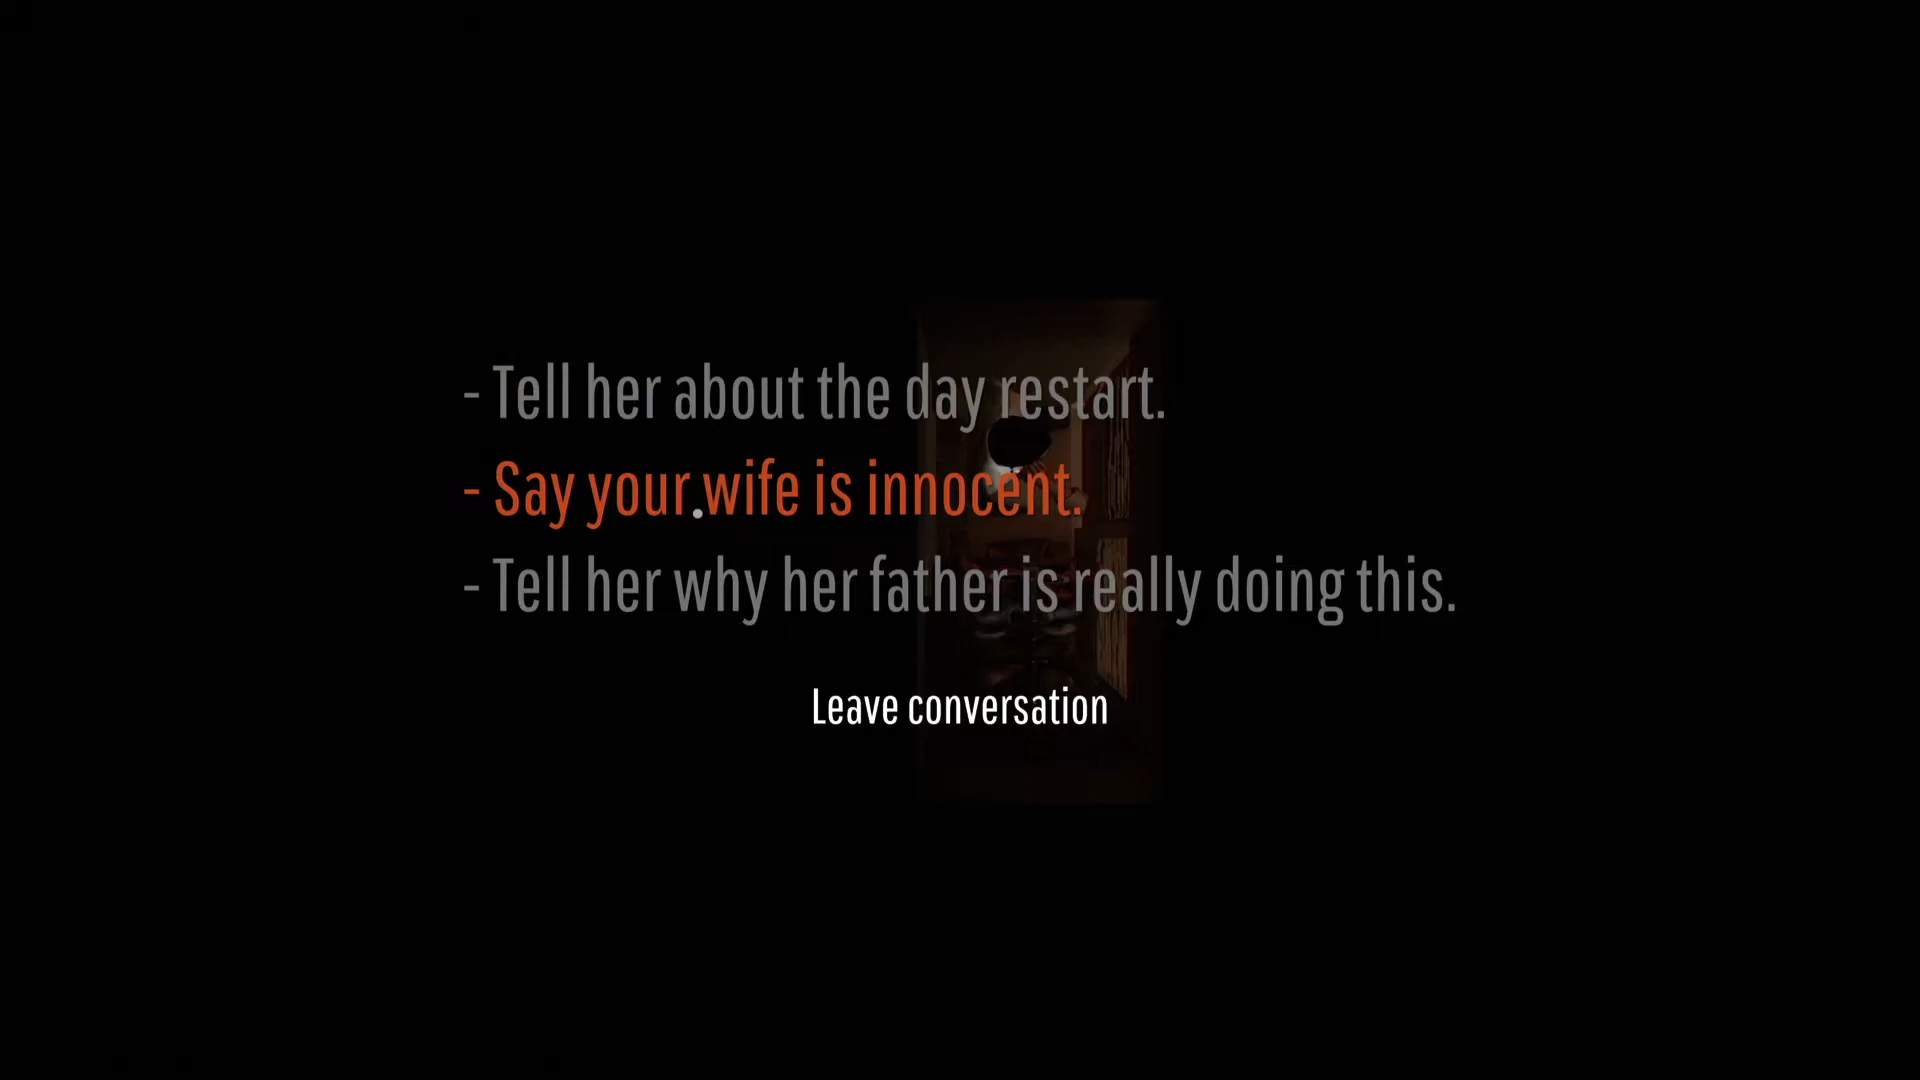 - Tell her about the day restart.
- Say your wife is innocent.
- Tell her why her father is really doing this.
Leave conversation